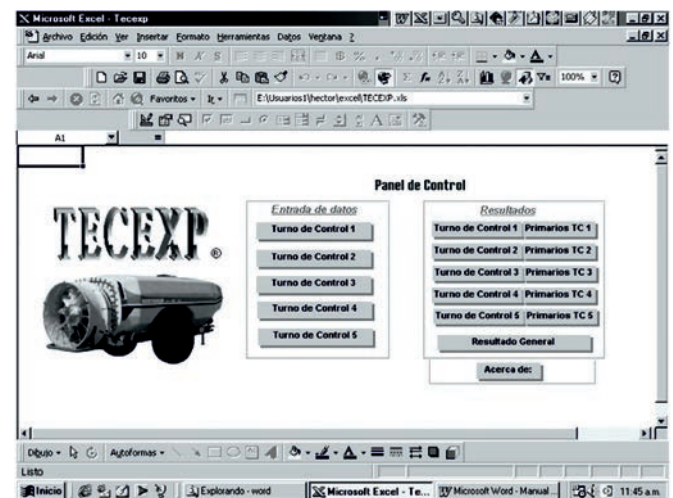 Microsoft Excel - Tecexp
Archivo Edición Ver Insertar Formato Herramientas Datos Ventana ?
Arial 10 N K S
100%
Favoritos Ir E:\Usuarios1\hector\excel\TECEXP.xls
A1 =
Panel de Control
TECEXP ®
Entrada de datos
Turno de Control 1
Turno de Control 2
Turno de Control 3
Turno de Control 4
Turno de Control 5
Resultados
Turno de Control 1 Primarios TC 1
Turno de Control 2 Primarios TC 2
Turno de Control 3 Primarios TC 3
Turno de Control 4 Primarios TC 4
Turno de Control 5 Primarios TC 5
Resultado General
Acerca de:
Dibujo Autoformas
Listo
Inicio Explorando - word Microsoft Excel - Te... Microsoft Word - Manual... 11:45 a.m.